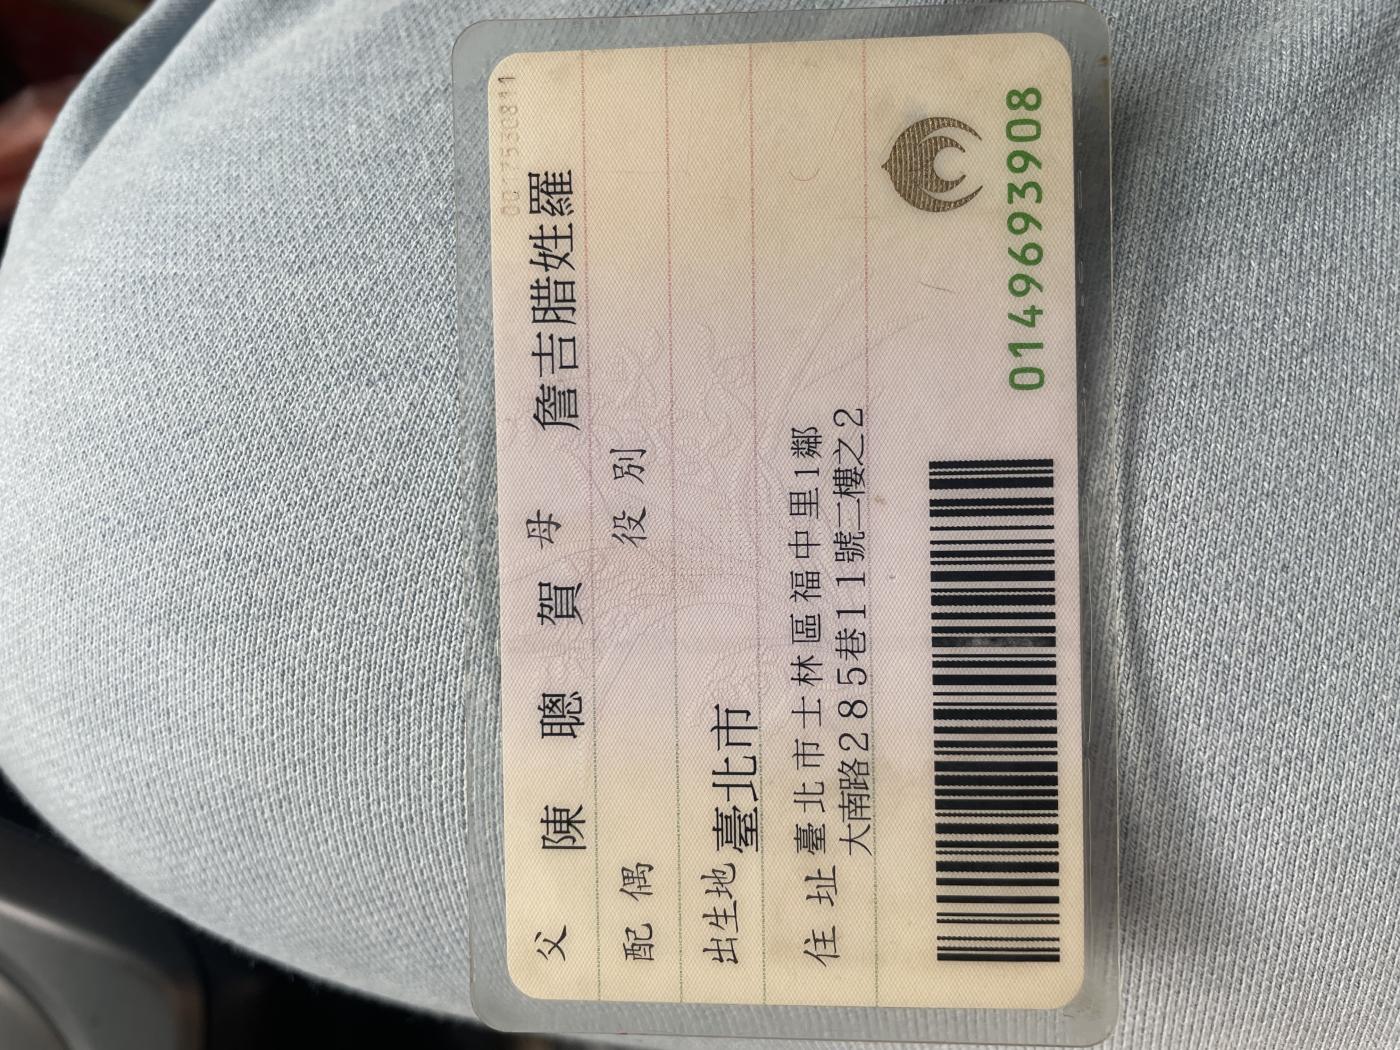 0017530811
父 陳聰賀 母 詹吉腊姓羅
配偶 役別
出生地 臺北市
住址 臺北市士林區福中里1鄰
大南路285巷11號二樓之2
0149693908